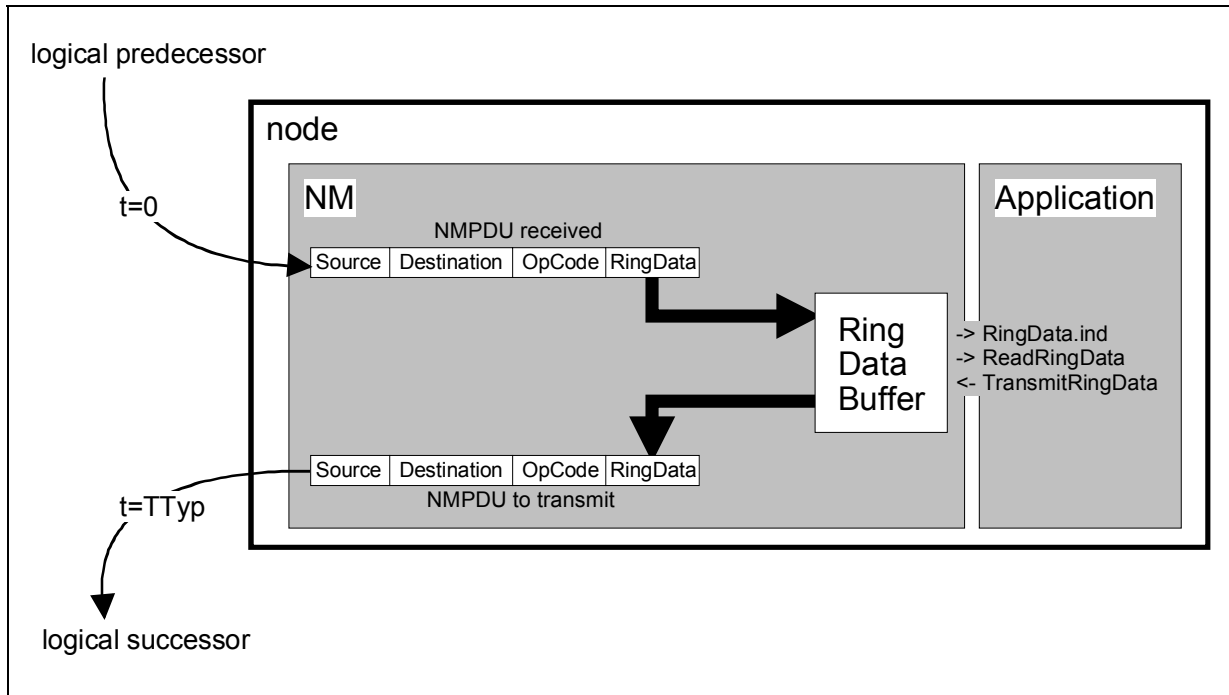 logical predecessor
node
t=0
NM
Application
NMPDU received
Source Destination OpCode RingData
Ring
Data
Buffer
-> RingData.ind
-> ReadRingData
<- TransmitRingData
Source Destination OpCode RingData
NMPDU to transmit
t=TTyp
logical successor